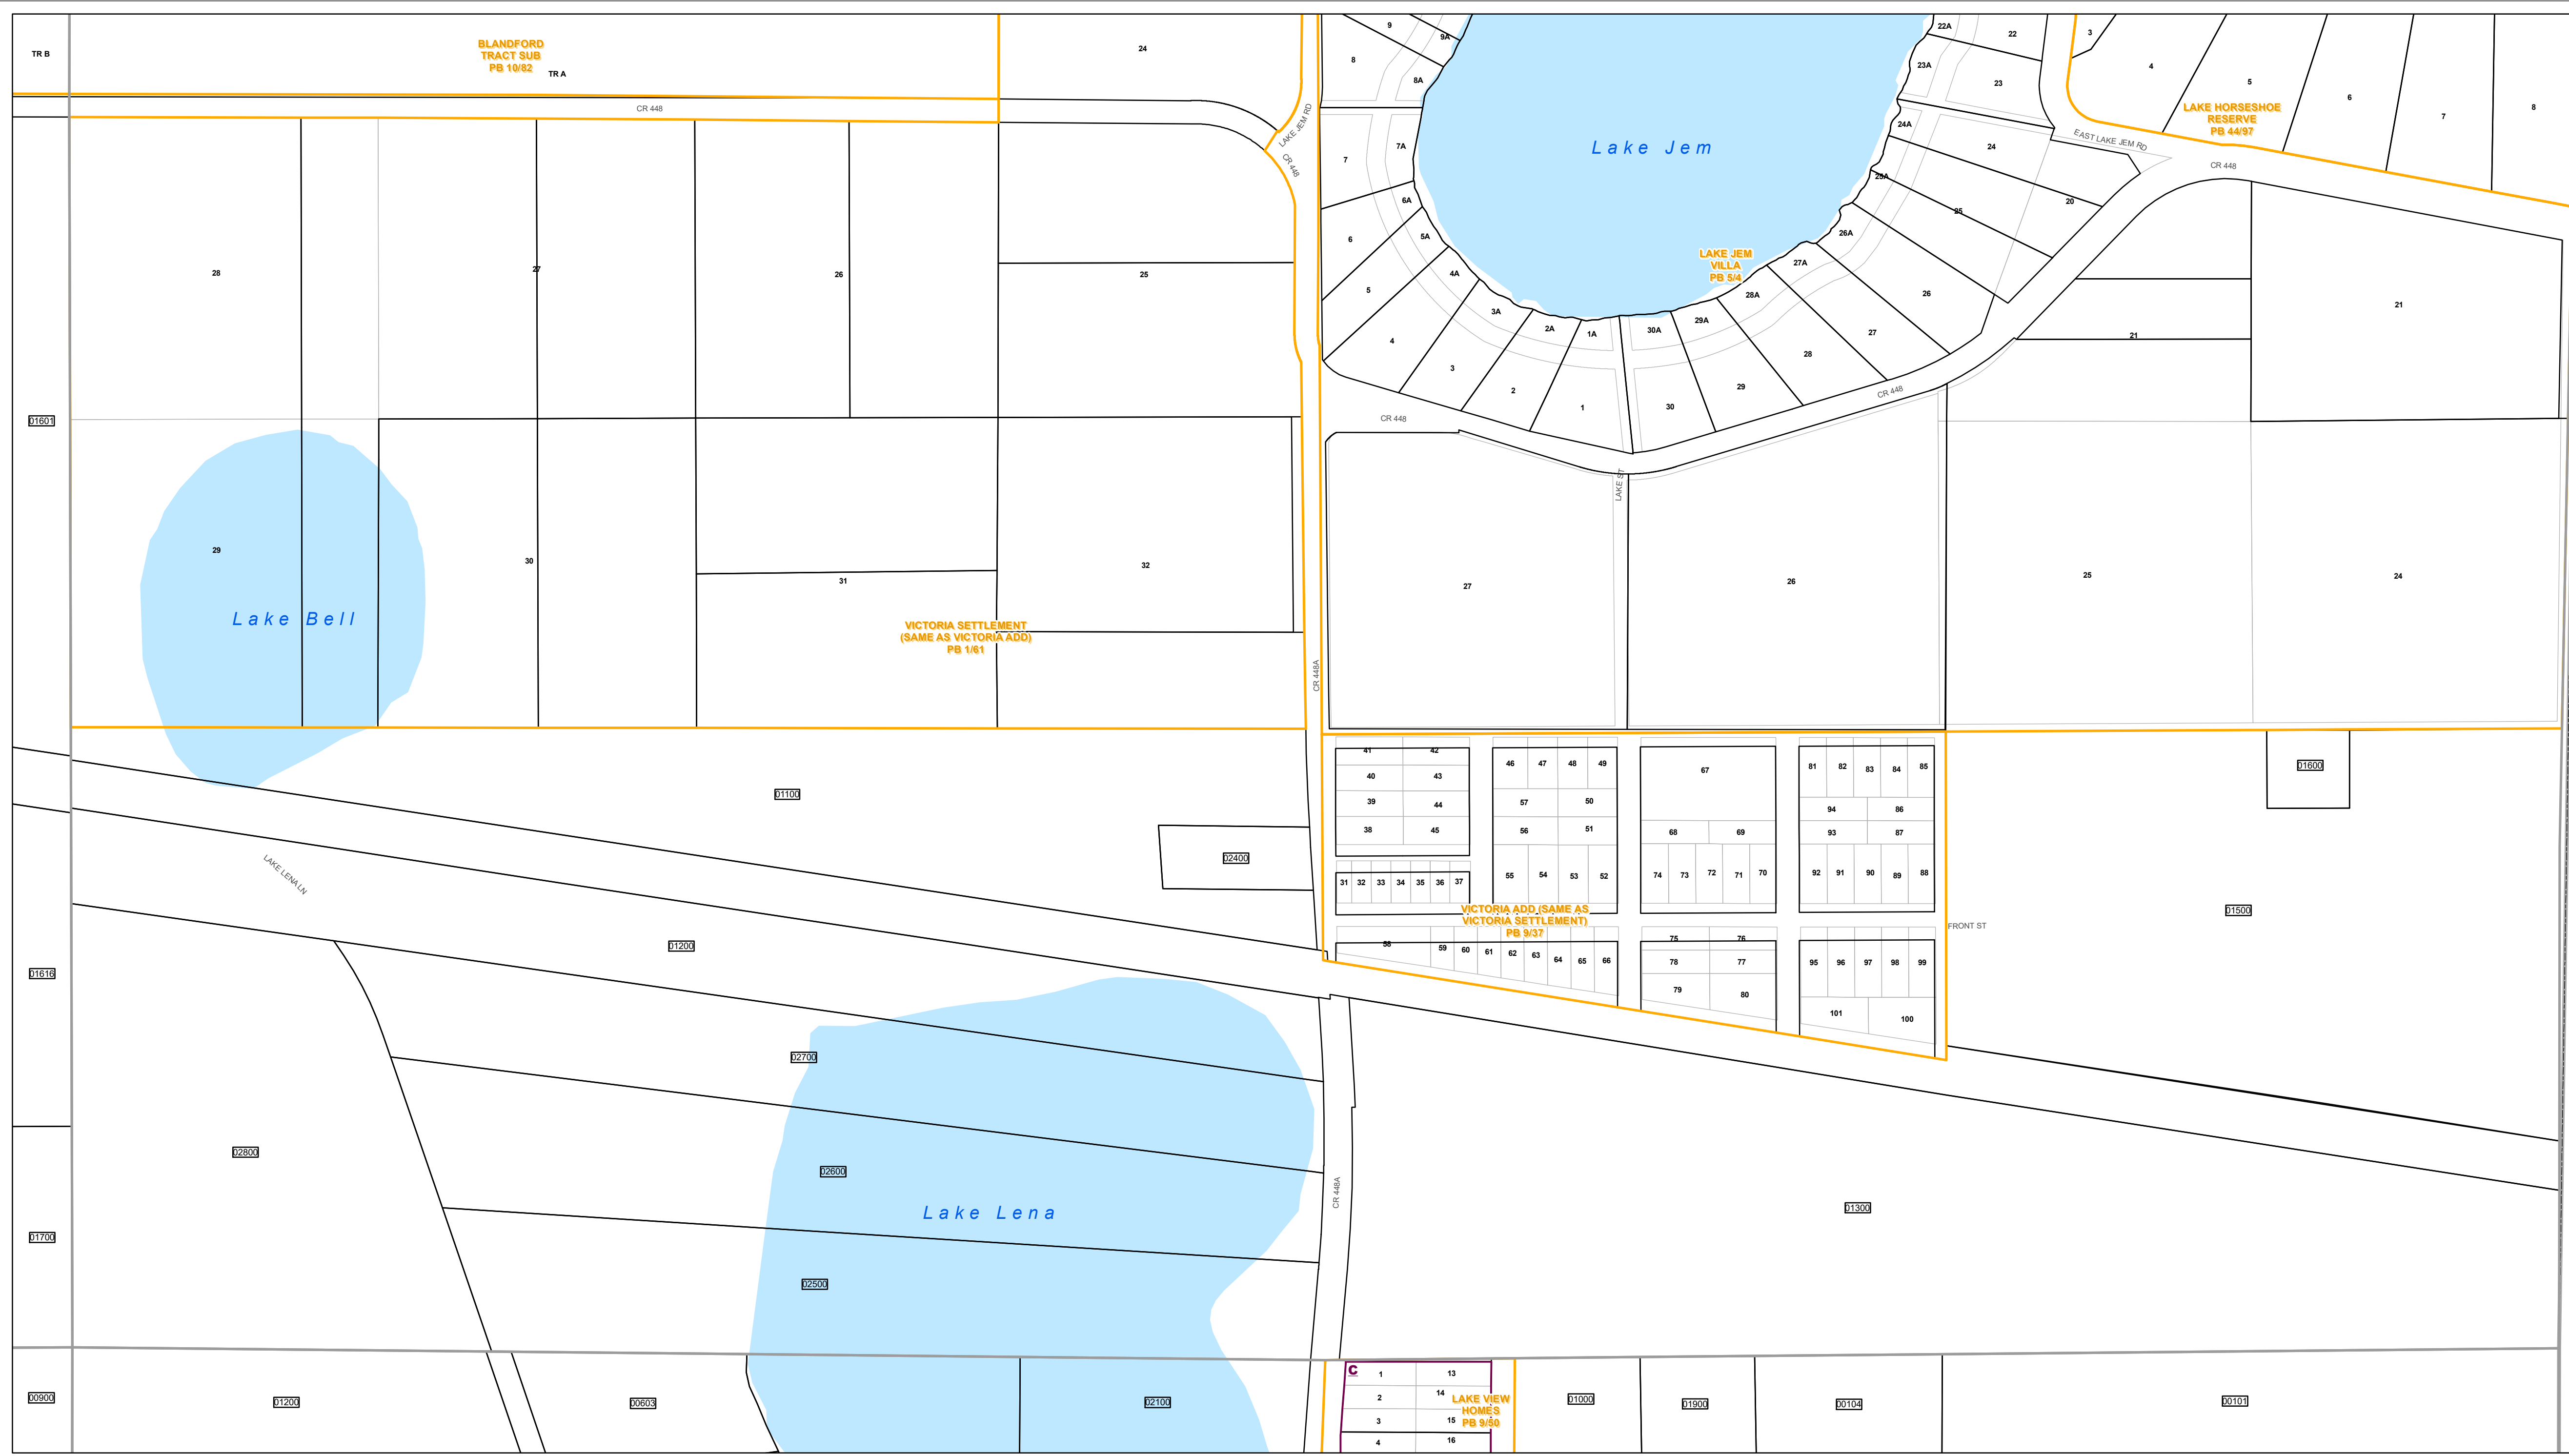 TR B
BLANDFORD
TRACT SUB
PB 10/82
TR A
CR 448
24
LAKE JEM RD
CR 448
9
9A
8
8A
7
7A
6A
6
5A
5
4A
4
3A
3
2A
2
1A
1
Lake Jem
LAKE JEM
VILLA
PB 5/4
22A
22
23A
23
24A
24
25A
25
20
26A
26
27A
27
28A
28
29A
29
30A
30
3
4
5
6
7
8
LAKE HORSESHOE
RESERVE
PB 44/97
EAST LAKE JEM RD
CR 448
28
27
26
25
21
21
CR 448
CR 448
01601
29
30
31
32
Lake Bell
VICTORIA SETTLEMENT
(SAME AS VICTORIA ADD)
PB 1/61
CR 448A
LAKE ST
27
26
25
24
41
42
40
43
39
44
38
45
31
32
33
34
35
36
37
46
47
48
49
57
50
56
51
55
54
53
52
67
68
69
74
73
72
71
70
81
82
83
84
85
94
86
93
87
92
91
90
89
88
VICTORIA ADD (SAME AS
VICTORIA SETTLEMENT)
PB 9/37
58
59
60
61
62
63
64
65
66
75
76
78
77
79
80
95
96
97
98
99
101
100
FRONT ST
01600
01500
01100
02400
LAKE LENA LN
01200
01616
02700
02800
02600
Lake Lena
CR 448A
01300
01700
02500
00900
01200
00603
02100
C
1
13
2
14
3
15
4
16
LAKE VIEW
HOMES
PB 9/50
01000
01900
00104
00101